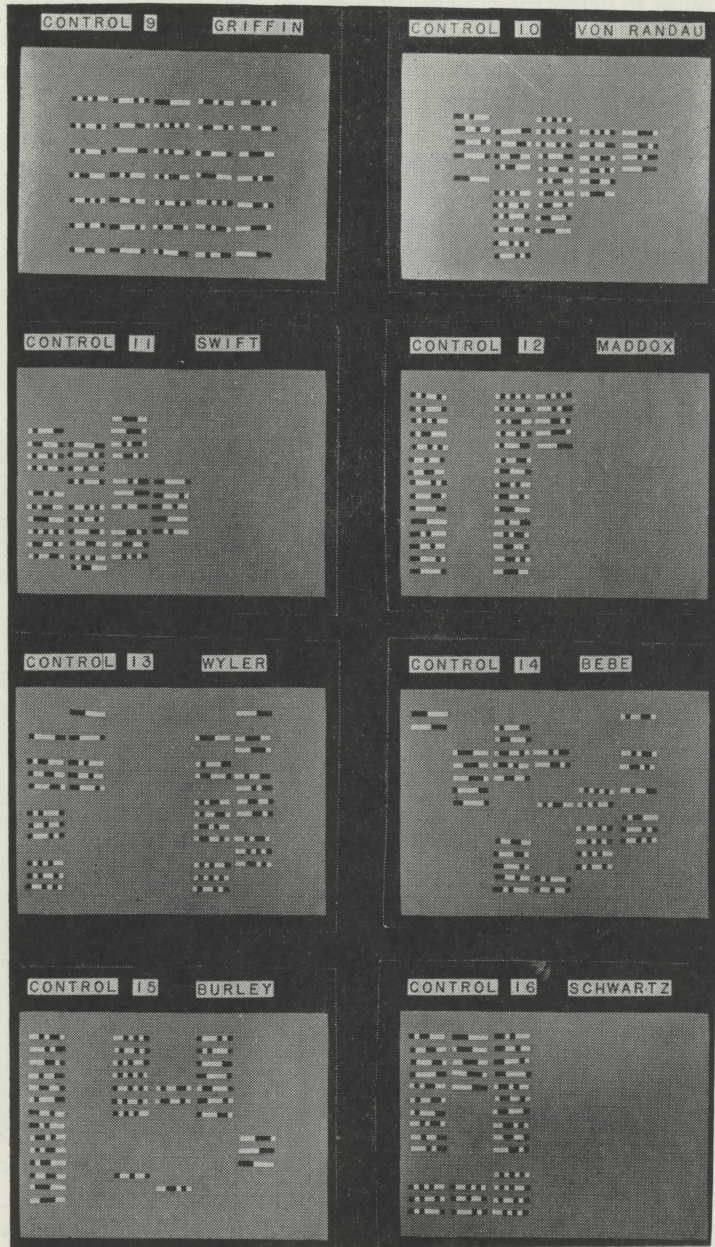 CONTROL 9 GRIFFIN
CONTROL 10 VON RANDAU
CONTROL 11 SWIFT
CONTROL 12 MADDOX
CONTROL 13 WYLER
CONTROL 14 BEBE
CONTROL 15 BURLEY
CONTROL 16 SCHWARTZ